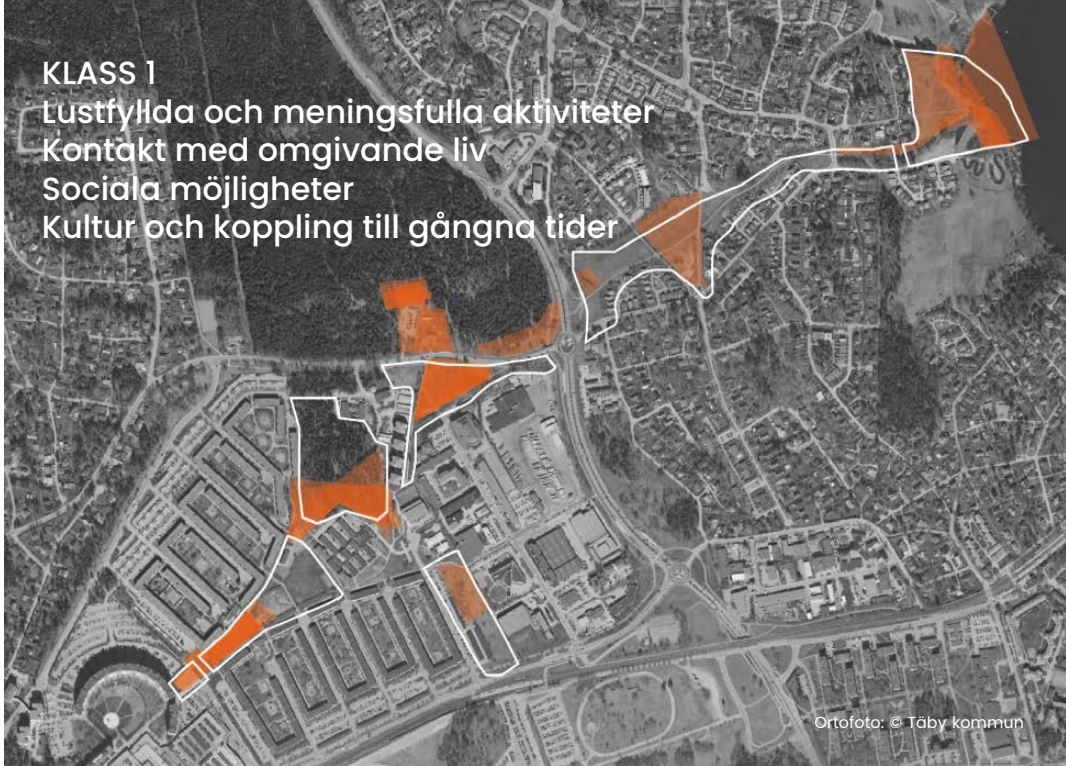 KLASS 1
Lustfyllda och meningsfulla aktiviteter
Kontakt med omgivande liv
Sociala möjligheter
Kultur och koppling till gångna tider
Ortofoto: © Täby kommun